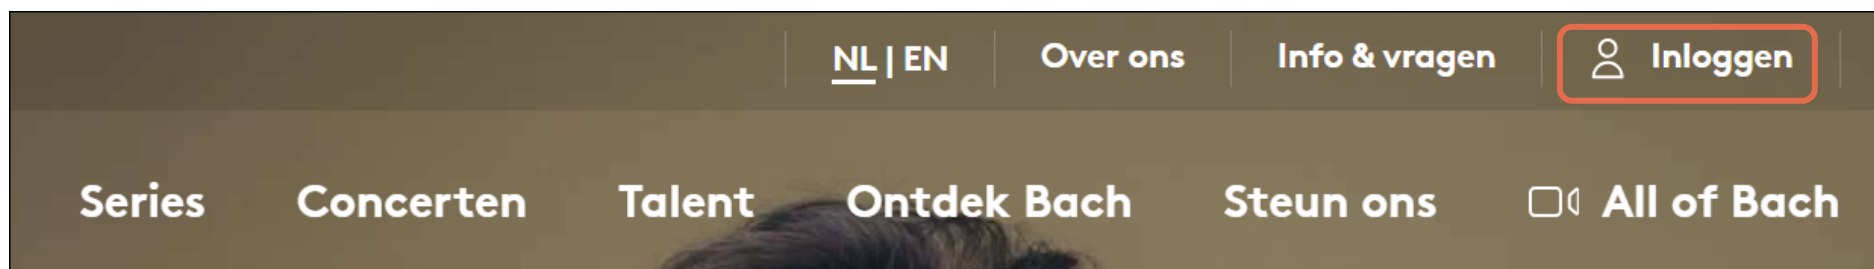 NL | EN Over ons Info & vragen Inloggen
Series Concerten Talent Ontdek Bach Steun ons All of Bach